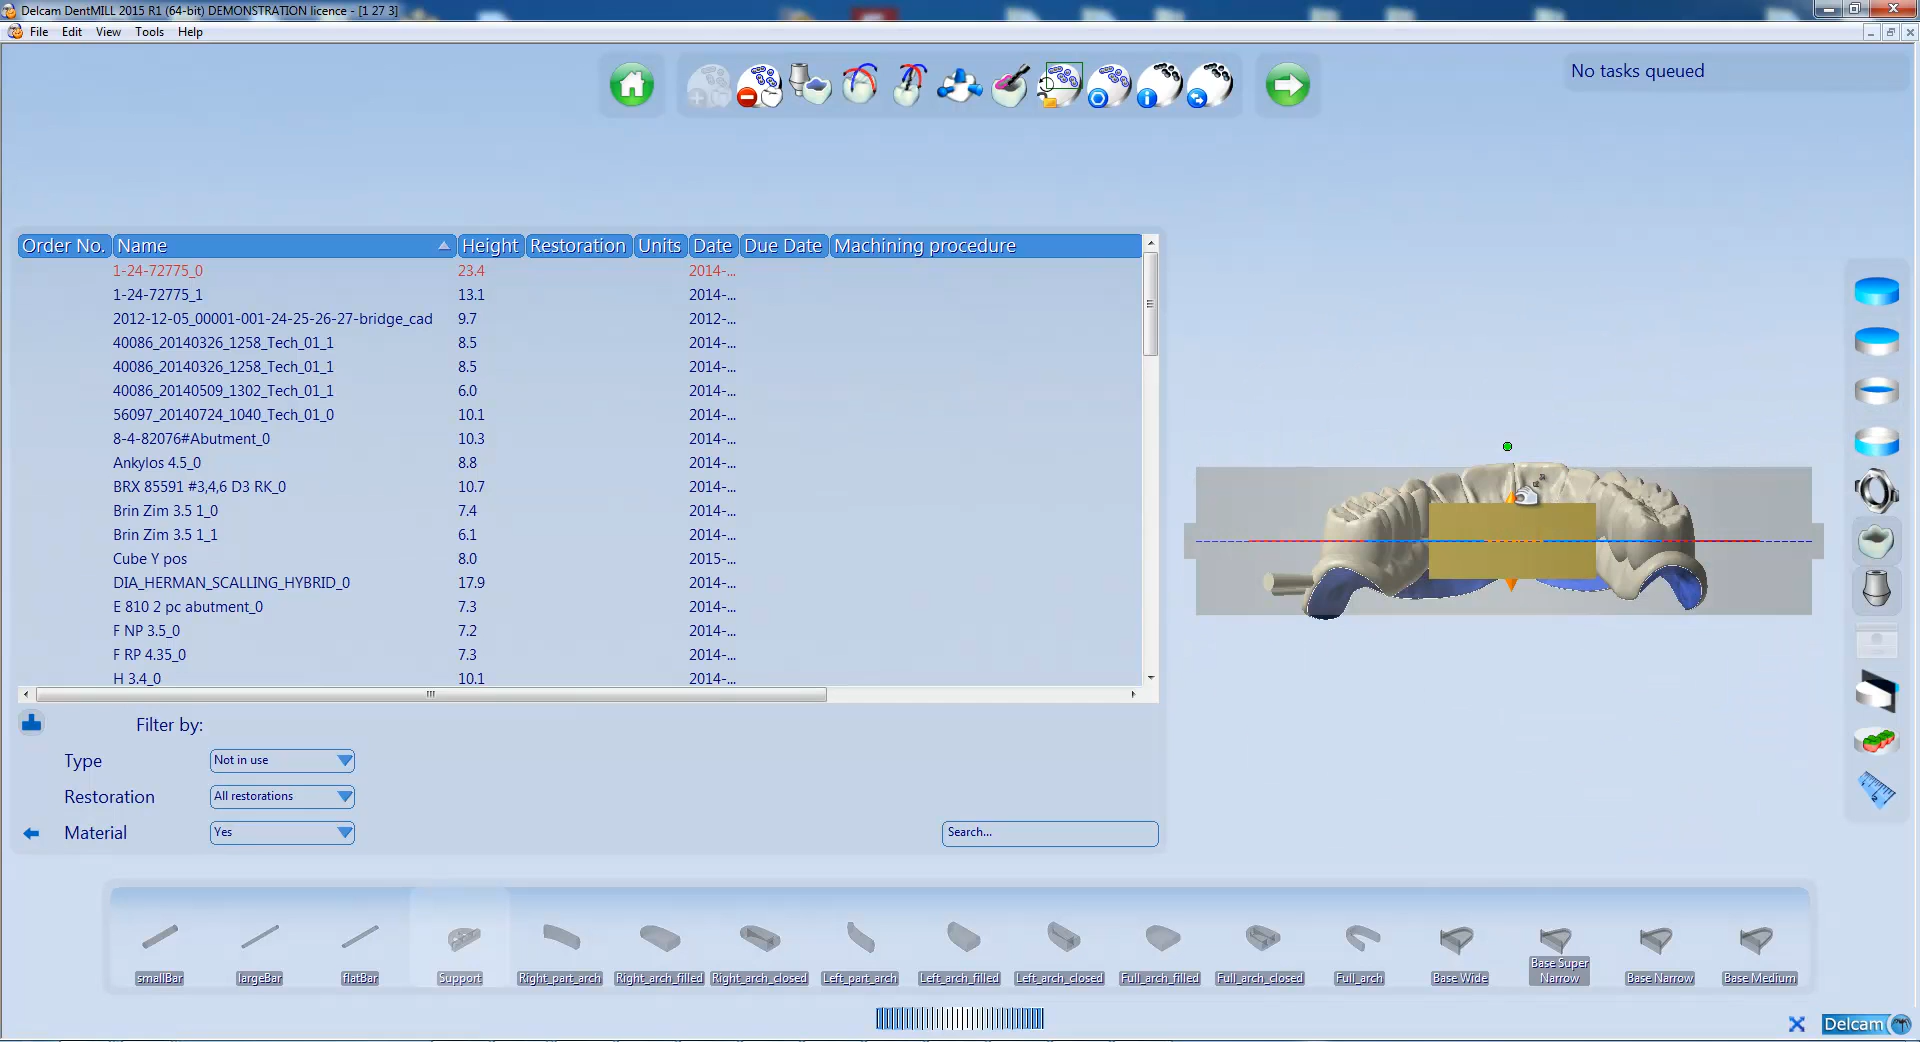 Delcam DentMILL 2015 R1 (64-bit) DEMONSTRATION licence - [1 27 3]
File Edit View Tools Help
No tasks queued
Order No. Name Height Restoration Units Date Due Date Machining procedure
1-24-72775_0 23.4 2014-...
1-24-72775_1 13.1 2014-...
2012-12-05_00001-001-24-25-26-27-bridge_cad 9.7 2012-...
40086_20140326_1258_Tech_01_1 8.5 2014-...
40086_20140326_1258_Tech_01_1 8.5 2014-...
40086_20140509_1302_Tech_01_1 6.0 2014-...
56097_20140724_1040_Tech_01_0 10.1 2014-...
8-4-82076#Abutment_0 10.3 2014-...
Ankylos 4.5_0 8.8 2014-...
BRX 85591 #3,4,6 D3 RK_0 10.7 2014-...
Brin Zim 3.5 1_0 7.4 2014-...
Brin Zim 3.5 1_1 6.1 2014-...
Cube Y pos 8.0 2015-...
DIA_HERMAN_SCALLING_HYBRID_0 17.9 2014-...
E 810 2 pc abutment_0 7.3 2014-...
F NP 3.5_0 7.2 2014-...
F RP 4.35_0 7.3 2014-...
H 3.4_0 10.1 2014-...
Filter by:
Type Not in use
Restoration All restorations
Material Yes
Search...
smallBar largeBar flatBar Support Right_part_arch Right_arch_filled Right_arch_closed Left_part_arch Left_arch_filled Left_arch_closed Full_arch_filled Full_arch_closed Full_arch Base Wide Base Super Narrow Base Narrow Base Medium
Delcam